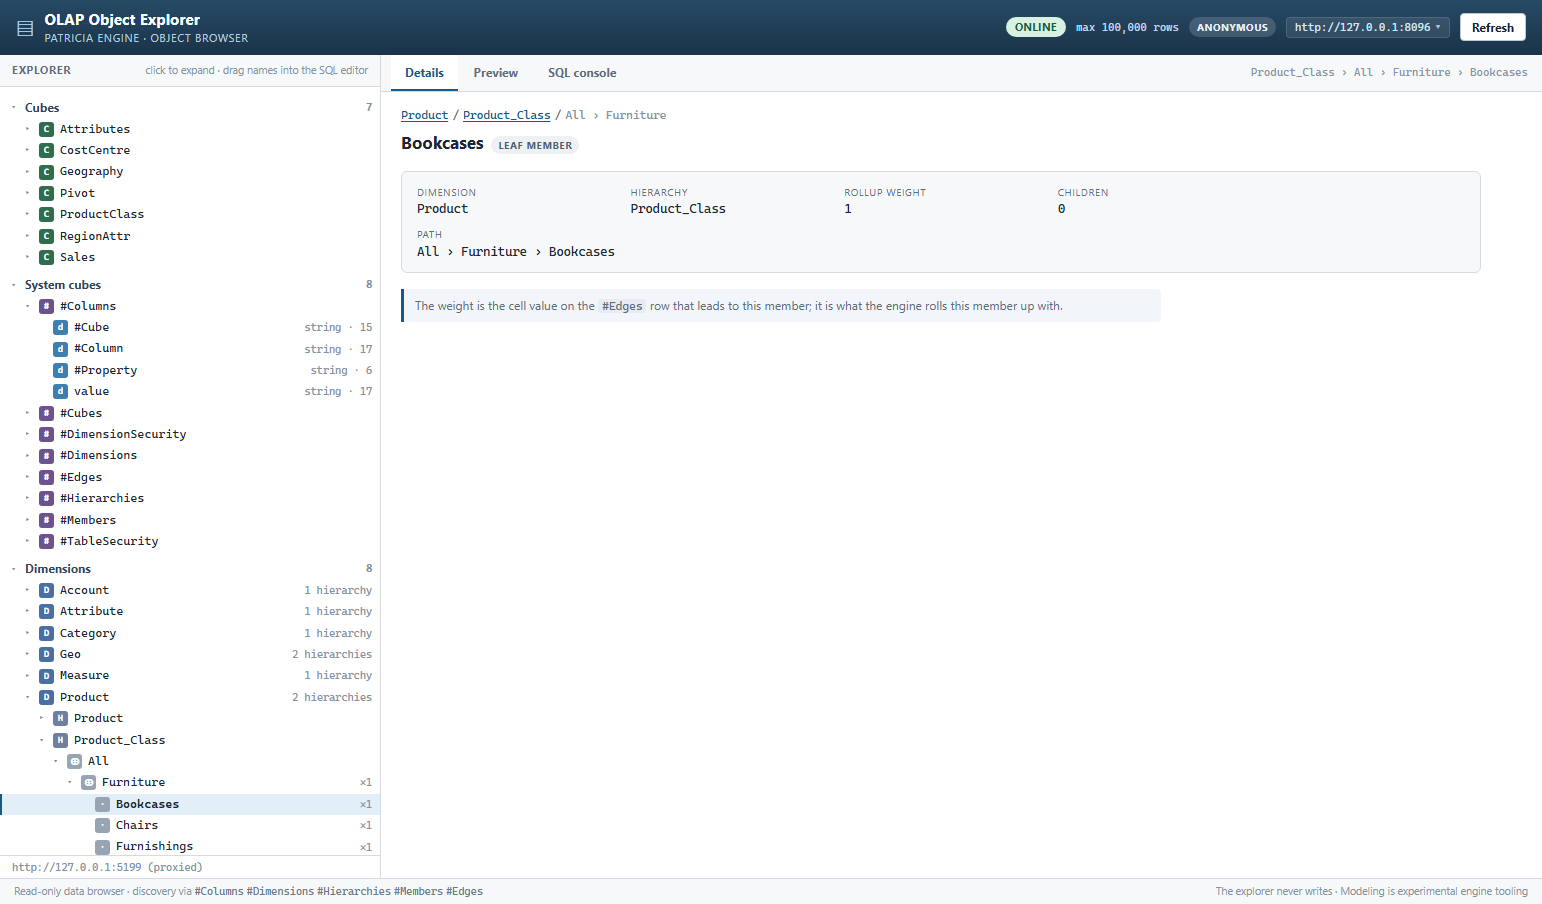 OLAP Object Explorer
PATRICIA ENGINE · OBJECT BROWSER
ONLINE max 100,000 rows ANONYMOUS http://127.0.0.1:8096 ▾ Refresh
EXPLORER click to expand · drag names into the SQL editor
Details Preview SQL console Product_Class › All › Furniture › Bookcases
Cubes 7
C Attributes
C CostCentre
C Geography
C Pivot
C ProductClass
C RegionAttr
C Sales
System cubes 8
# #Columns
d #Cube string · 15
d #Column string · 17
d #Property string · 6
d value string · 17
# #Cubes
# #DimensionSecurity
# #Dimensions
# #Edges
# #Hierarchies
# #Members
# #TableSecurity
Dimensions 8
D Account 1 hierarchy
D Attribute 1 hierarchy
D Category 1 hierarchy
D Geo 2 hierarchies
D Measure 1 hierarchy
D Product 2 hierarchies
H Product
H Product_Class
All
Furniture ×1
Bookcases ×1
Chairs ×1
Furnishings ×1
http://127.0.0.1:5199 (proxied)
Product / Product_Class / All › Furniture
Bookcases LEAF MEMBER
DIMENSION HIERARCHY ROLLUP WEIGHT CHILDREN
Product Product_Class 1 0
PATH
All › Furniture › Bookcases
The weight is the cell value on the #Edges row that leads to this member; it is what the engine rolls this member up with.
Read-only data browser · discovery via #Columns #Dimensions #Hierarchies #Members #Edges
The explorer never writes · Modeling is experimental engine tooling